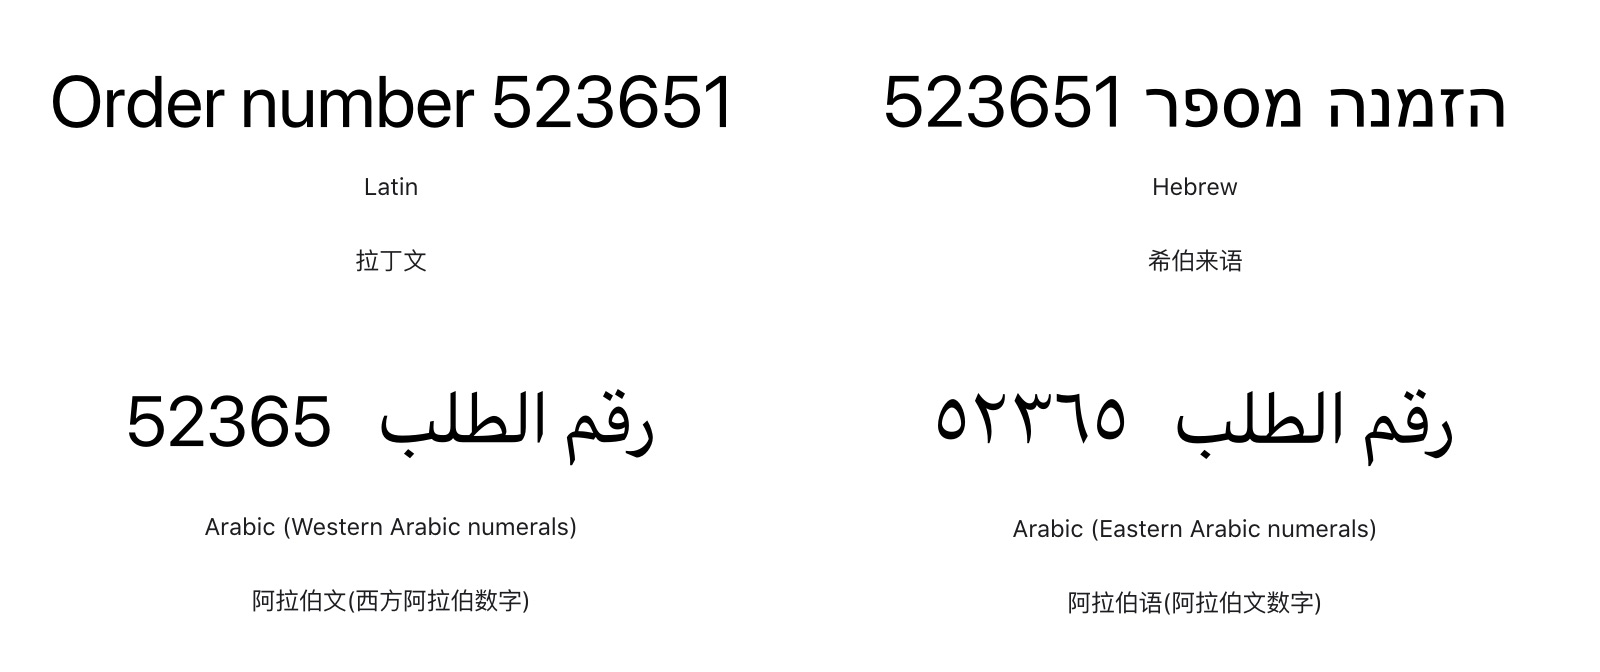 Order number 523651
Latin
拉丁文
הזמנה מספר 523651
Hebrew
希伯来语
رقم الطلب 52365
Arabic (Western Arabic numerals)
阿拉伯文(西方阿拉伯数字)
رقم الطلب ٥٢٣٦٥
Arabic (Eastern Arabic numerals)
阿拉伯语(阿拉伯文数字)